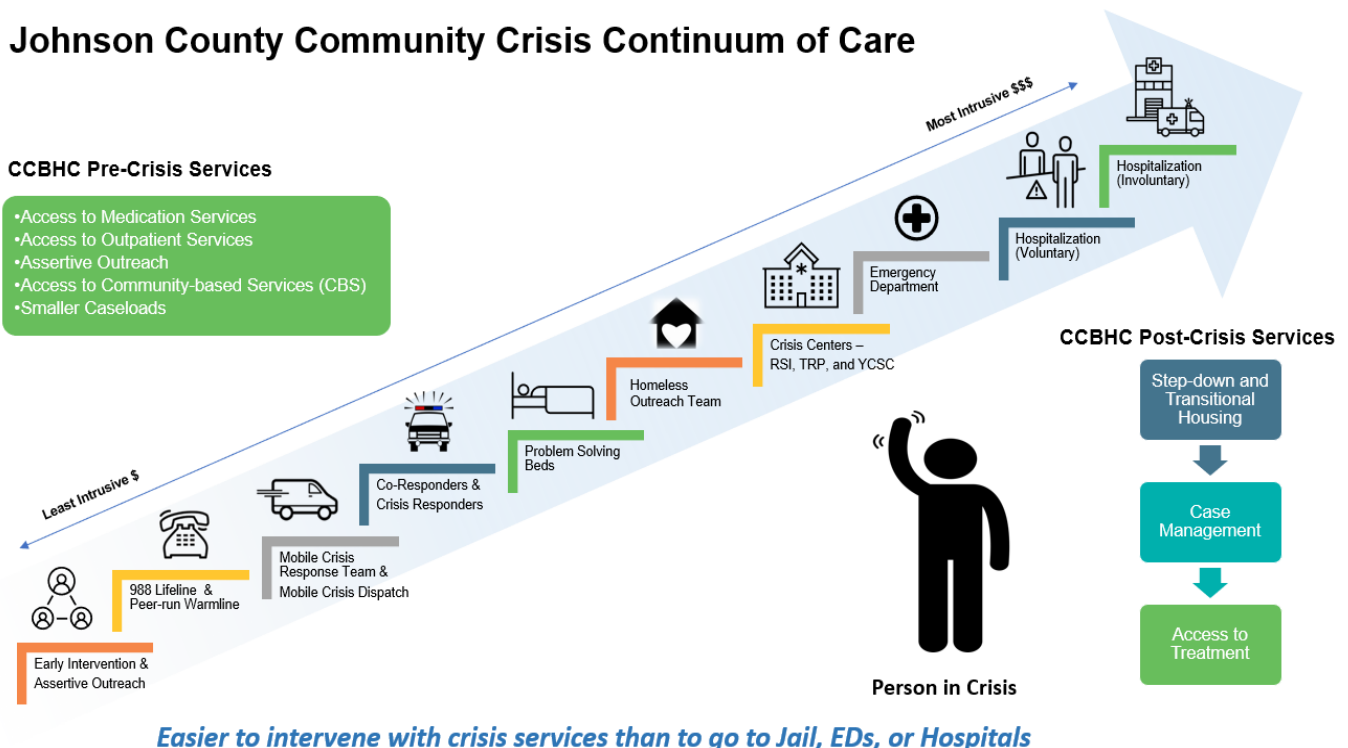 Johnson County Community Crisis Continuum of Care
Most Intrusive $$$
Hospitalization
(Involuntary)
CCBHC Pre-Crisis Services
•Access to Medication Services
•Access to Outpatient Services
•Assertive Outreach
•Access to Community-based Services (CBS)
•Smaller Caseloads
Hospitalization
(Voluntary)
Emergency
Department
Crisis Centers –
RSI, TRP, and YCSC
Homeless
Outreach Team
Problem Solving
Beds
Co-Responders &
Crisis Responders
Least Intrusive $
Mobile Crisis
Response Team &
Mobile Crisis Dispatch
988 Lifeline &
Peer-run Warmline
Early Intervention &
Assertive Outreach
Person in Crisis
CCBHC Post-Crisis Services
Step-down and
Transitional
Housing
Case
Management
Access to
Treatment
Easier to intervene with crisis services than to go to Jail, EDs, or Hospitals